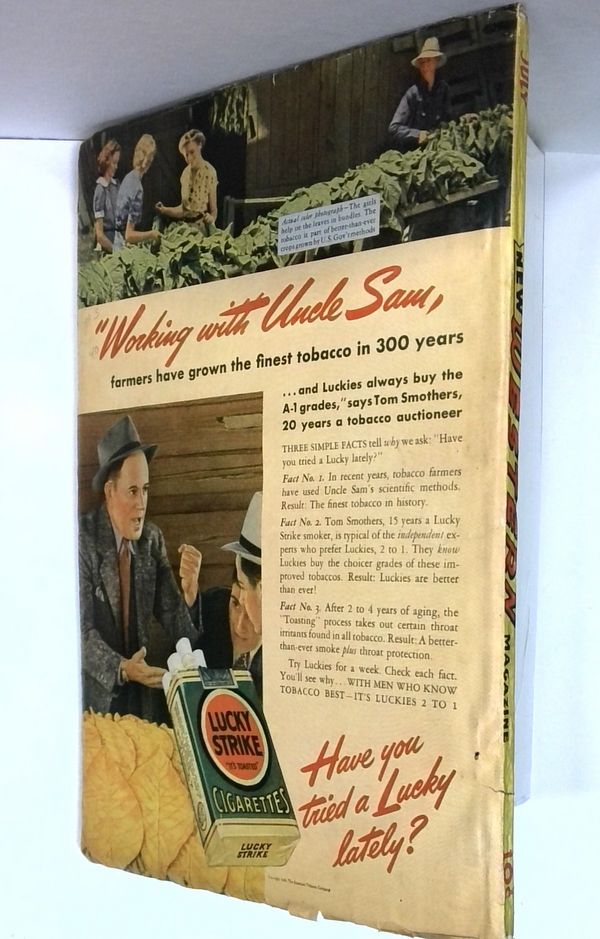 Actual color photograph—The girls
help tie the leaves in bundles. The
tobacco is part of better-than-ever
crops grown by U.S. Gov't methods
"Working with Uncle Sam,
farmers have grown the finest tobacco in 300 years
...and Luckies always buy the
A-1 grades," says Tom Smothers,
20 years a tobacco auctioneer
THREE SIMPLE FACTS tell why we ask: "Have
you tried a Lucky lately?"
Fact No. 1. In recent years, tobacco farmers
have used Uncle Sam's scientific methods.
Result: The finest tobacco in history.
Fact No. 2. Tom Smothers, 15 years a Lucky
Strike smoker, is typical of the independent ex-
perts who prefer Luckies, 2 to 1. They know
Luckies buy the choicer grades of these im-
proved tobaccos. Result: Luckies are better
than ever!
Fact No. 3. After 2 to 4 years of aging, the
"Toasting" process takes out certain throat
irritants found in all tobacco. Result: A better-
than-ever smoke plus throat protection.
Try Luckies for a week. Check each fact.
You'll see why... WITH MEN WHO KNOW
TOBACCO BEST—IT'S LUCKIES 2 TO 1
LUCKY
STRIKE
"IT'S TOASTED"
CIGARETTES
LUCKY
STRIKE
Have you
tried a Lucky
lately?
JULY
NEW WESTERN MAGAZINE
10¢